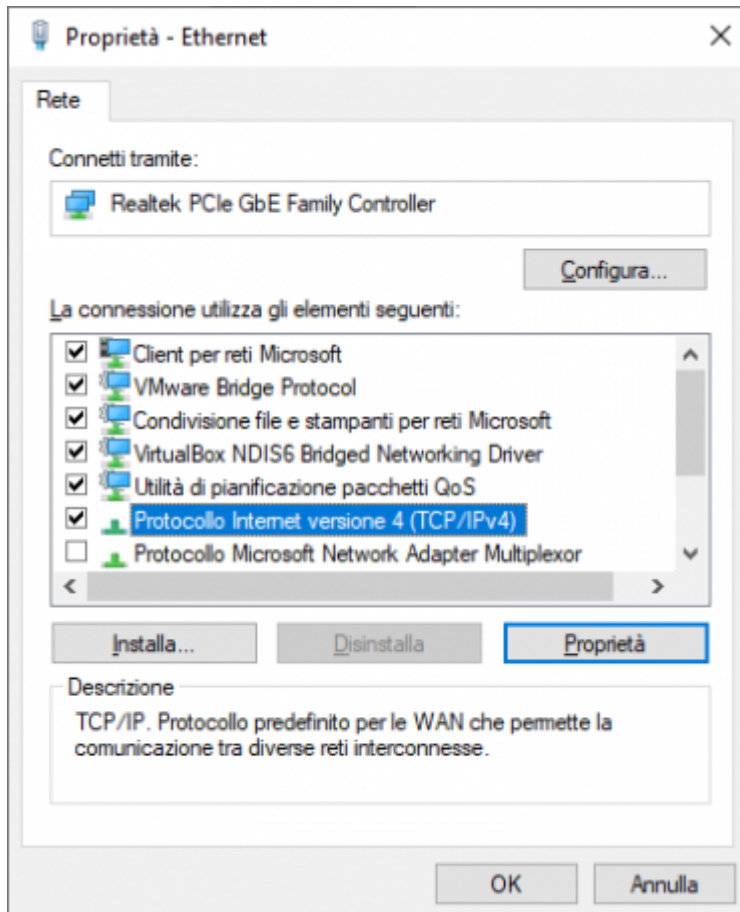 Proprietà - Ethernet
Rete
Connetti tramite:
Realtek PCIe GbE Family Controller
Configura...
La connessione utilizza gli elementi seguenti:
Client per reti Microsoft
VMware Bridge Protocol
Condivisione file e stampanti per reti Microsoft
VirtualBox NDIS6 Bridged Networking Driver
Utilità di pianificazione pacchetti QoS
Protocollo Internet versione 4 (TCP/IPv4)
Protocollo Microsoft Network Adapter Multiplexor
Installa...
Disinstalla
Proprietà
Descrizione
TCP/IP. Protocollo predefinito per le WAN che permette la
comunicazione tra diverse reti interconnesse.
OK
Annulla